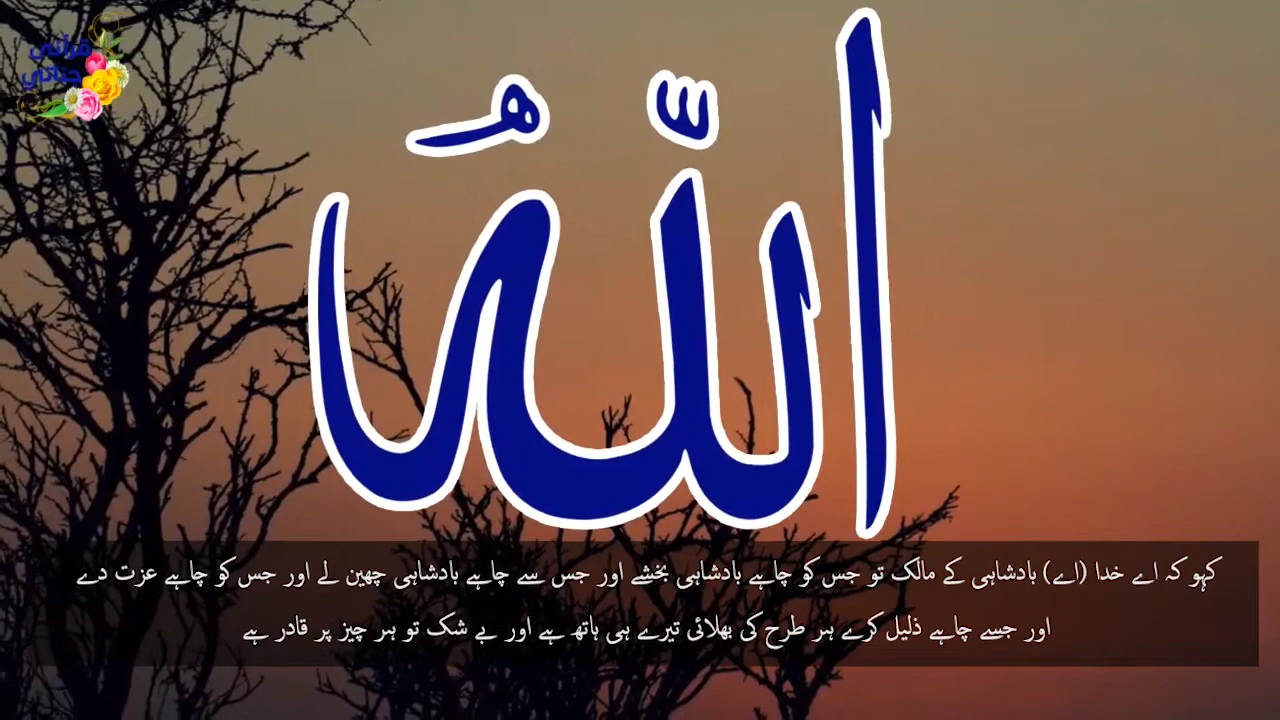 قرآني
حياتي
اللهُ
کہو کہ اے خدا (اے) بادشاہی کے مالک تو جس کو چاہے بادشاہی بخشے اور جس سے چاہے بادشاہی چھین لے اور جس کو چاہے عزت دے
اور جسے چاہے ذلیل کرے ہر طرح کی بھلائی تیرے ہی ہاتھ ہے اور بے شک تو ہر چیز پر قادر ہے